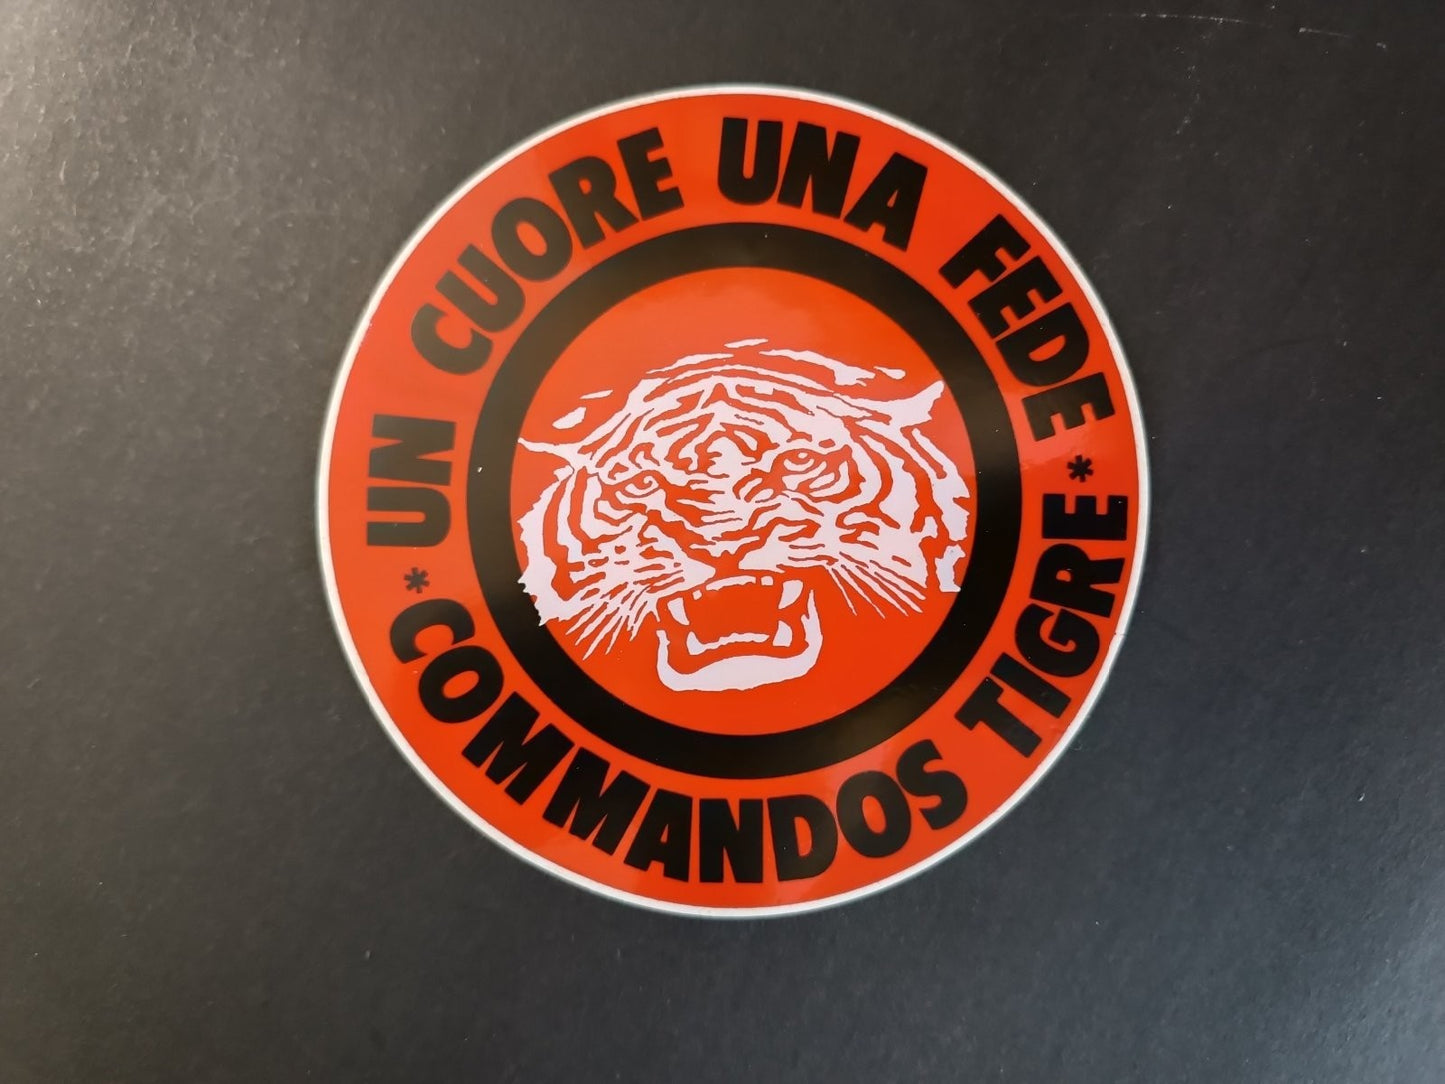 * UN CUORE UNA FEDE *
COMMANDOS TIGRE